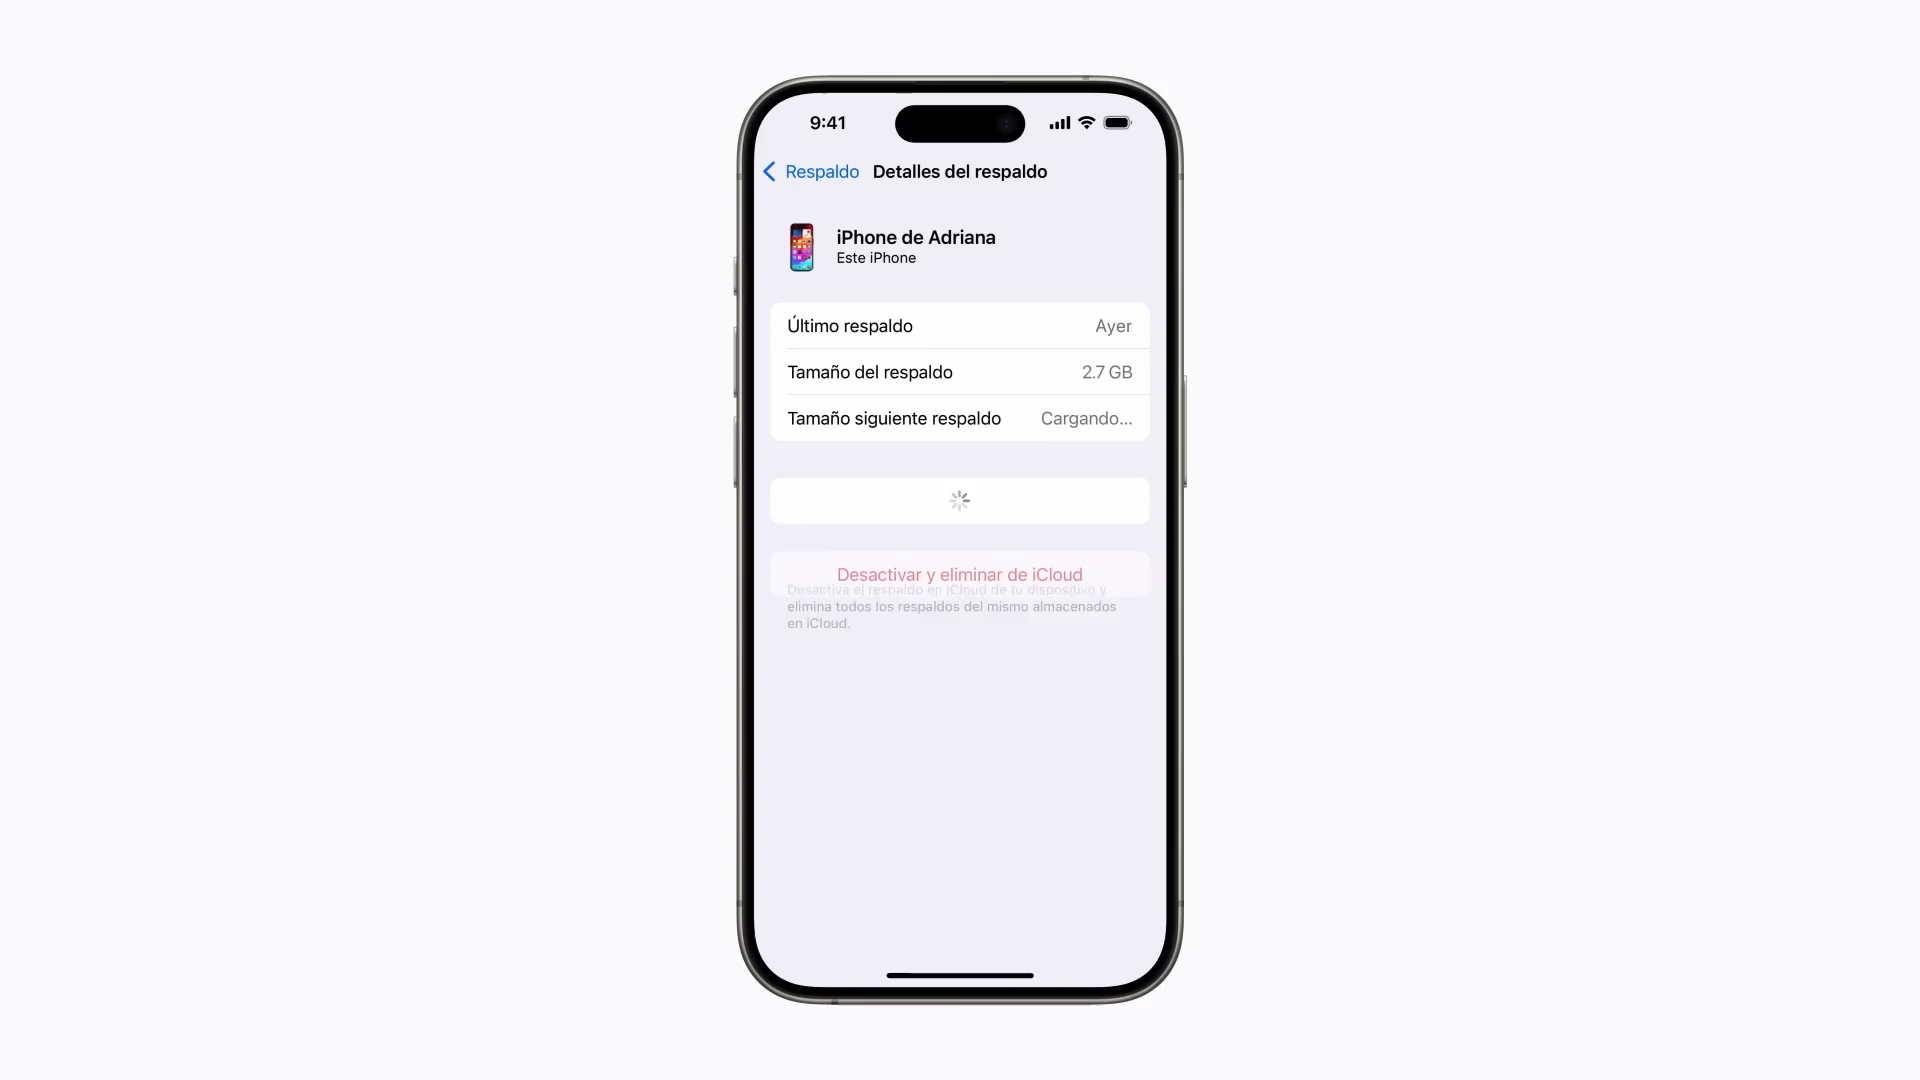 9:41
Respaldo Detalles del respaldo
iPhone de Adriana
Este iPhone
Último respaldo Ayer
Tamaño del respaldo 2.7 GB
Tamaño siguiente respaldo Cargando...
Desactivar y eliminar de iCloud
Desactiva el respaldo en iCloud de tu dispositivo y
elimina todos los respaldos del mismo almacenados
en iCloud.